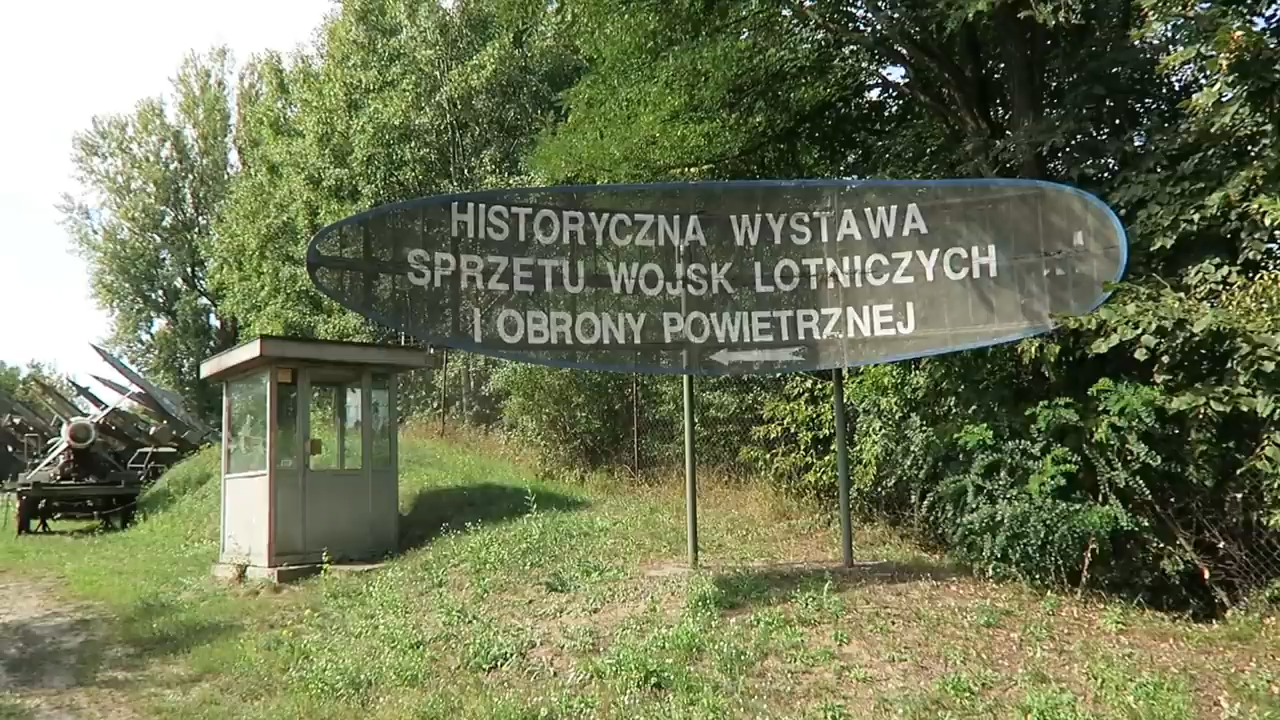 HISTORYCZNA WYSTAWA
SPRZETU WOJSK LOTNICZYCH
I OBRONY POWIETRZNEJ